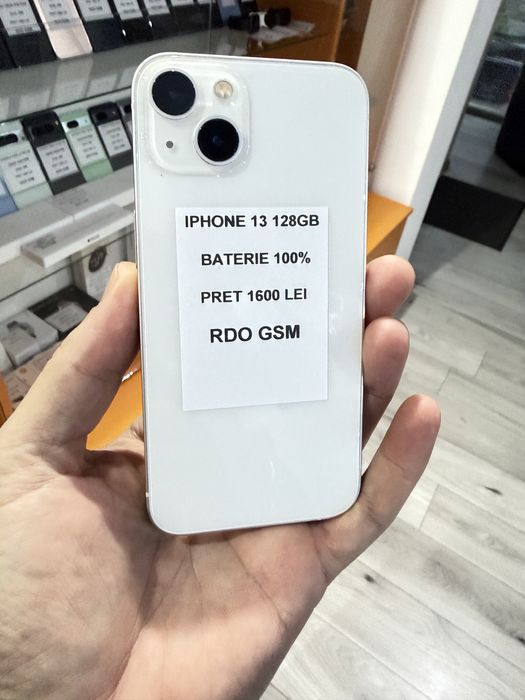 IPHONE 13 128GB
BATERIE 100%
PRET 1600 LEI
RDO GSM